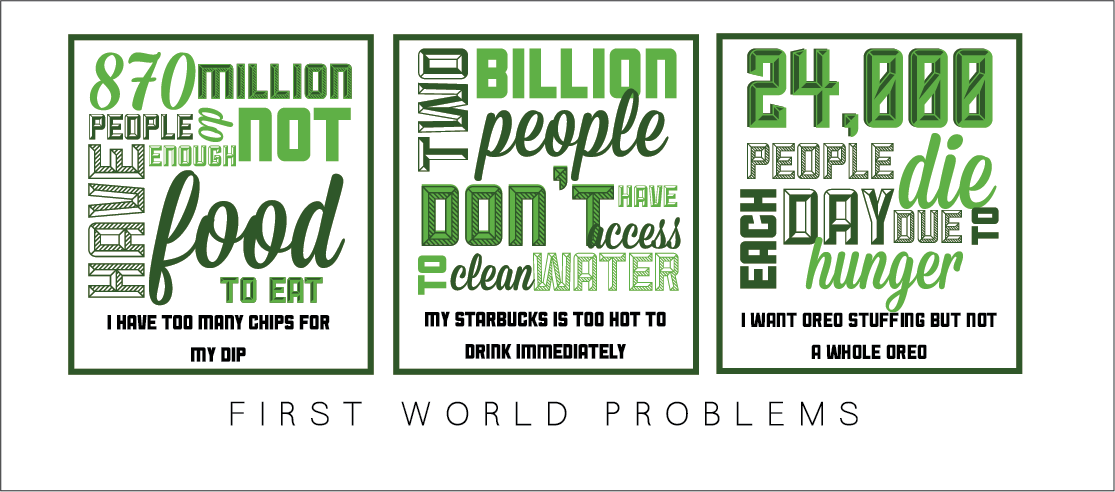 870 MILLION
PEOPLE do NOT
HAVE ENOUGH
food
TO EAT
I HAVE TOO MANY CHIPS FOR
MY DIP
TWO BILLION
people
DON'T HAVE
access
TO clean WATER
MY STARBUCKS IS TOO HOT TO
DRINK IMMEDIATELY
24,000
PEOPLE die
EACH DAY DUE TO
hunger
I WANT OREO STUFFING BUT NOT
A WHOLE OREO
FIRST WORLD PROBLEMS